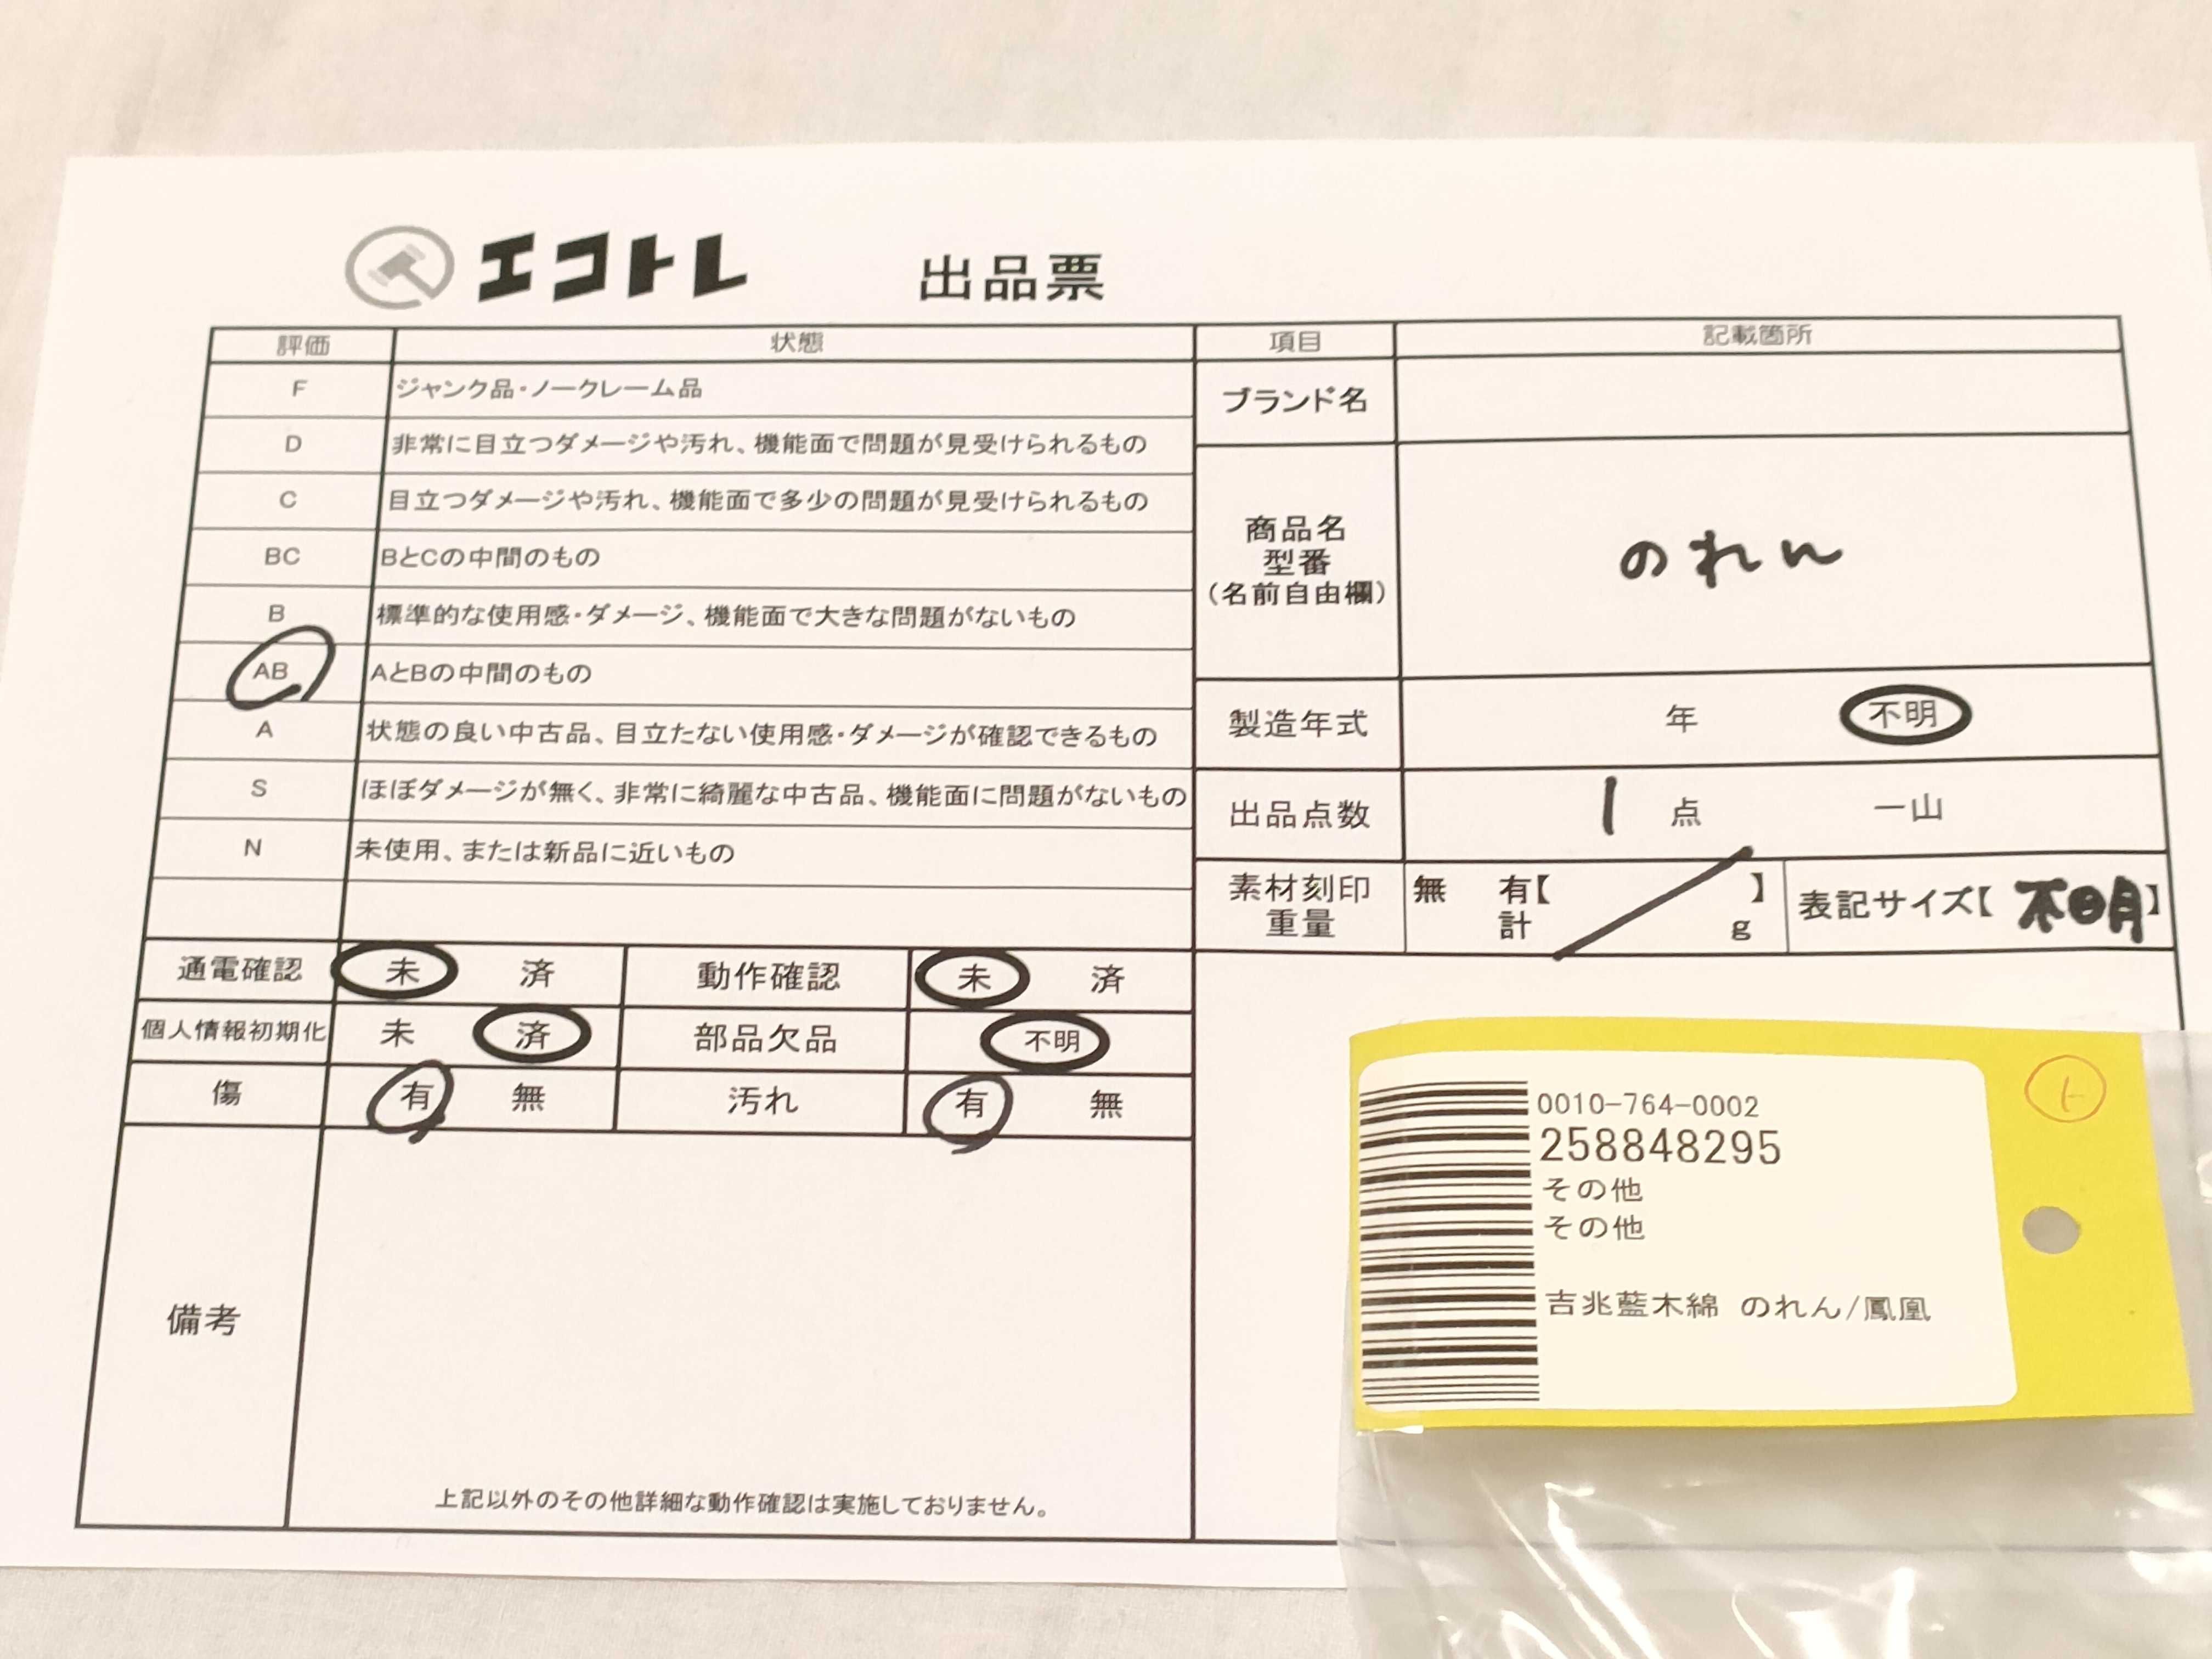 エコトレ 出品票
評価 状態
F ジャンク品・ノークレーム品
D 非常に目立つダメージや汚れ、機能面で問題が見受けられるもの
C 目立つダメージや汚れ、機能面で多少の問題が見受けられるもの
BC BとCの中間のもの
B 標準的な使用感・ダメージ、機能面で大きな問題がないもの
AB AとBの中間のもの
A 状態の良い中古品、目立たない使用感・ダメージが確認できるもの
S ほぼダメージが無く、非常に綺麗な中古品、機能面に問題がないもの
N 未使用、または新品に近いもの
通電確認 未 済 動作確認 未 済
個人情報初期化 未 済 部品欠品 不明
傷 有 無 汚れ 有 無
備考
上記以外のその他詳細な動作確認は実施しておりません。
項目 記載箇所
ブランド名
商品名
型番
(名前自由欄)
のれん
製造年式 年 不明
出品点数 1 点 一山
素材刻印 無 有【 】
重量 計 g
表記サイズ【 不明 】
0010-764-0002
258848295
その他
その他
吉兆藍木綿 のれん/鳳凰